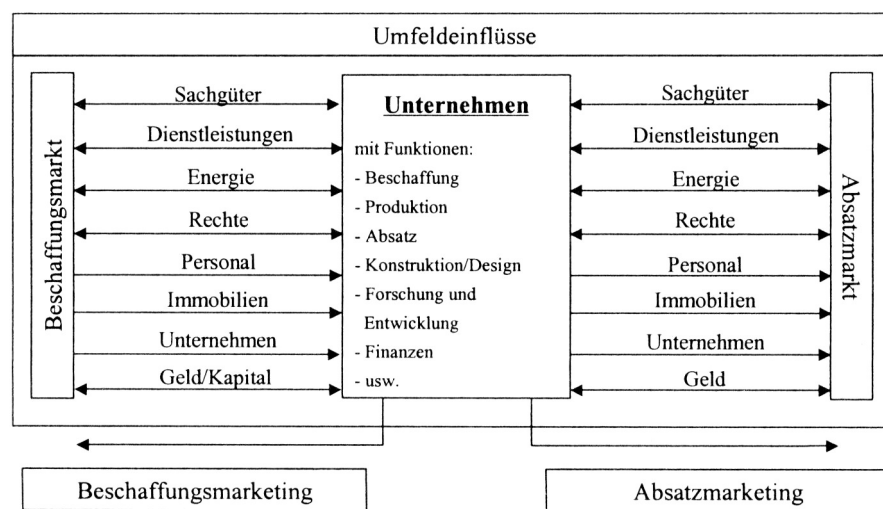 Umfeldeinflüsse
Beschaffungsmarkt
Sachgüter
Dienstleistungen
Energie
Rechte
Personal
Immobilien
Unternehmen
Geld/Kapital
Unternehmen
mit Funktionen:
- Beschaffung
- Produktion
- Absatz
- Konstruktion/Design
- Forschung und
Entwicklung
- Finanzen
- usw.
Sachgüter
Dienstleistungen
Energie
Rechte
Personal
Immobilien
Unternehmen
Geld
Absatzmarkt
Beschaffungsmarketing
Absatzmarketing